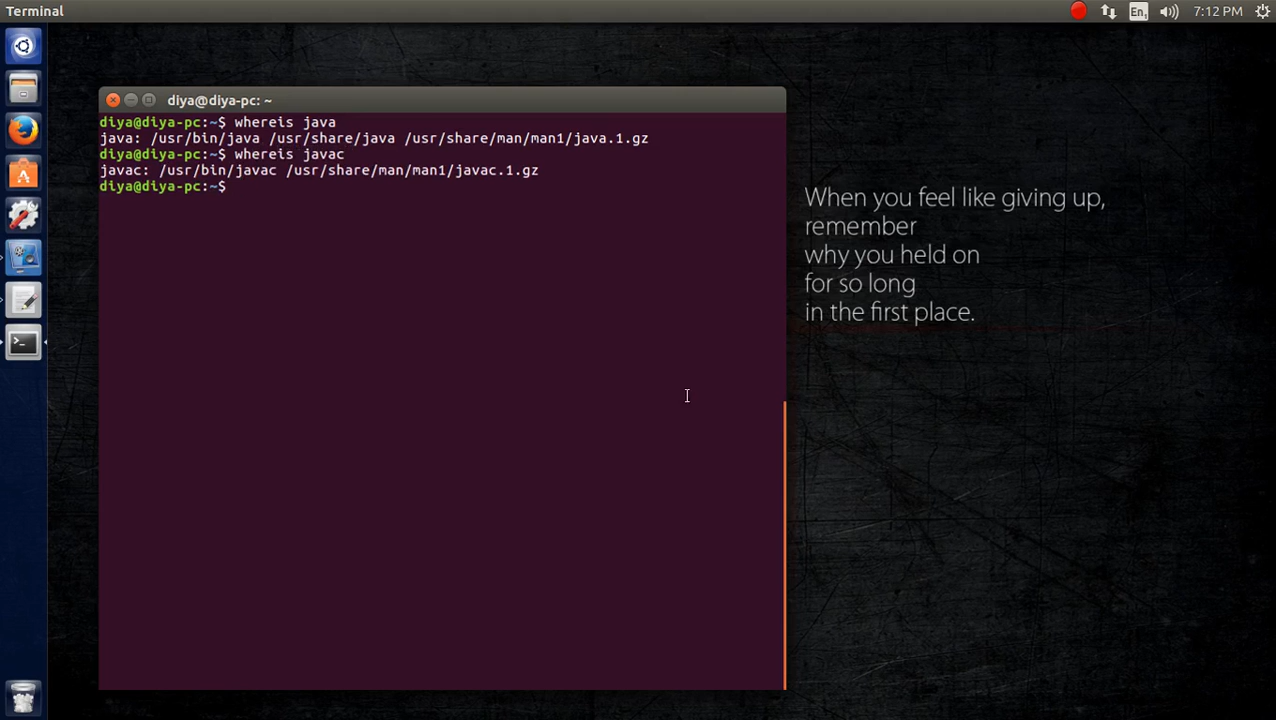 Terminal
En1 7:12 PM
diya@diya-pc: ~
diya@diya-pc:~$ whereis java
java: /usr/bin/java /usr/share/java /usr/share/man/man1/java.1.gz
diya@diya-pc:~$ whereis javac
javac: /usr/bin/javac /usr/share/man/man1/javac.1.gz
diya@diya-pc:~$
When you feel like giving up,
remember
why you held on
for so long
in the first place.